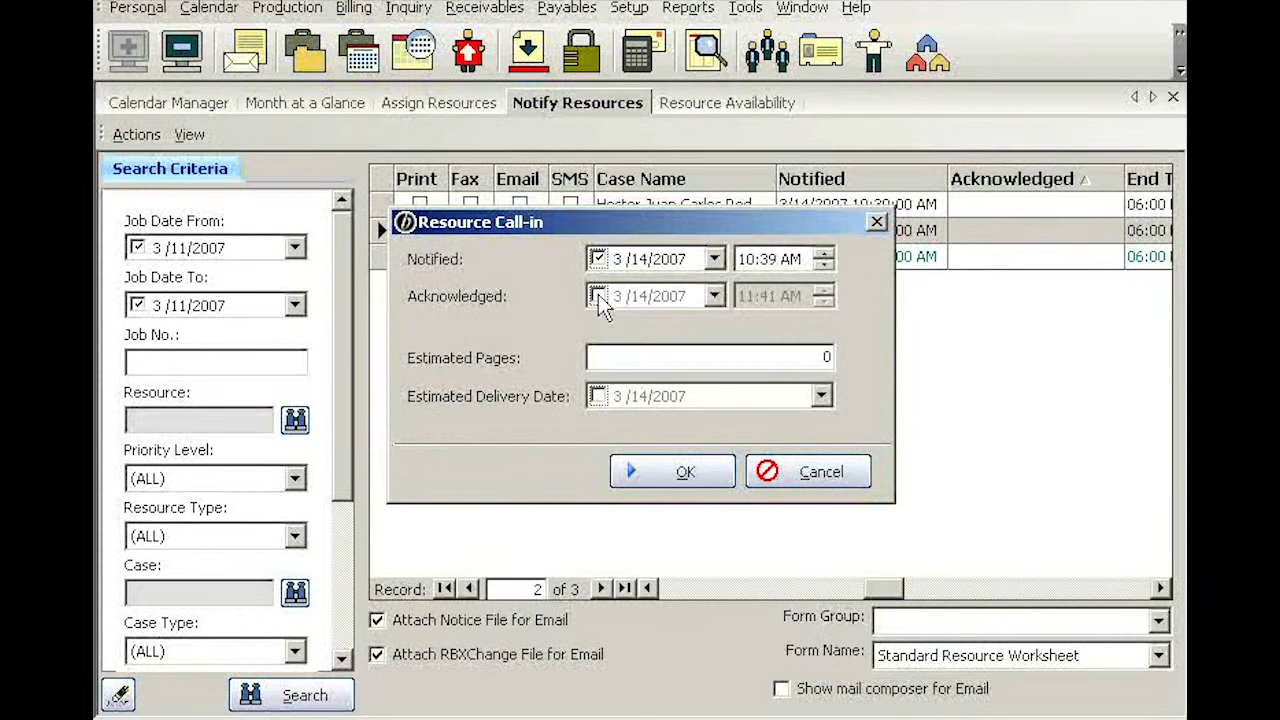 Personal Calendar Production Billing Inquiry Receivables Payables Setup Reports Tools Window Help
Calendar Manager Month at a Glance Assign Resources Notify Resources Resource Availability
Actions View
Search Criteria
Job Date From:
3/11/2007
Job Date To:
3/11/2007
Job No.:
Resource:
Priority Level:
(ALL)
Resource Type:
(ALL)
Case:
Case Type:
(ALL)
Search
Print Fax Email SMS Case Name Notified Acknowledged End T
Hester Juan Carlos Rod 3/14/2007 10:39:00 AM 06:00
00 AM 06:00
00 AM 06:00
Resource Call-in
Notified: 3 /14/2007 10:39 AM
Acknowledged: 3 /14/2007 11:41 AM
Estimated Pages: 0
Estimated Delivery Date: 3 /14/2007
OK Cancel
Record: 2 of 3
Attach Notice File for Email
Attach RBXChange File for Email
Form Group:
Form Name: Standard Resource Worksheet
Show mail composer for Email